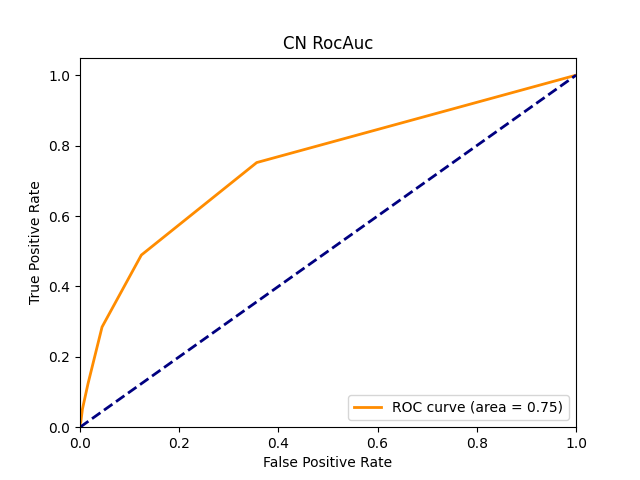 CN RocAuc
True Positive Rate
1.0
0.8
0.6
0.4
0.2
0.0
0.0 0.2 0.4 0.6 0.8 1.0
False Positive Rate
ROC curve (area = 0.75)